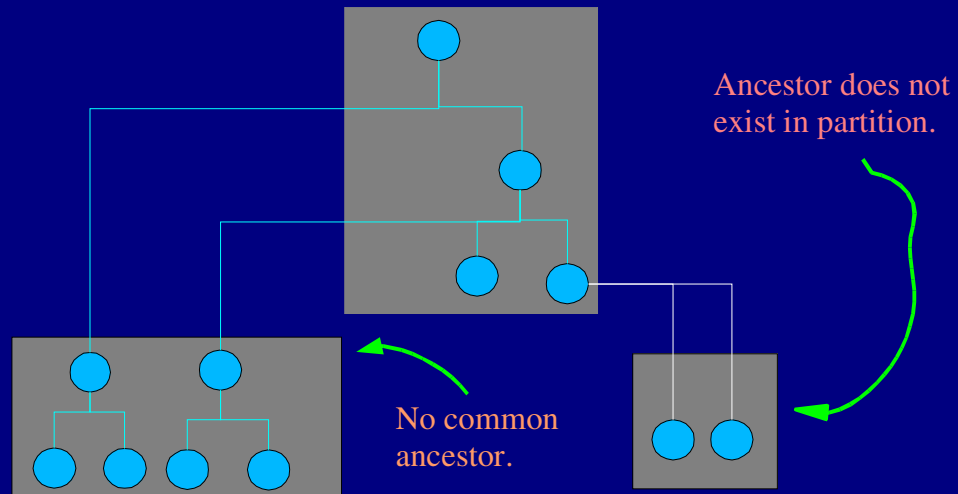 Ancestor does not
exist in partition.
No common
ancestor.